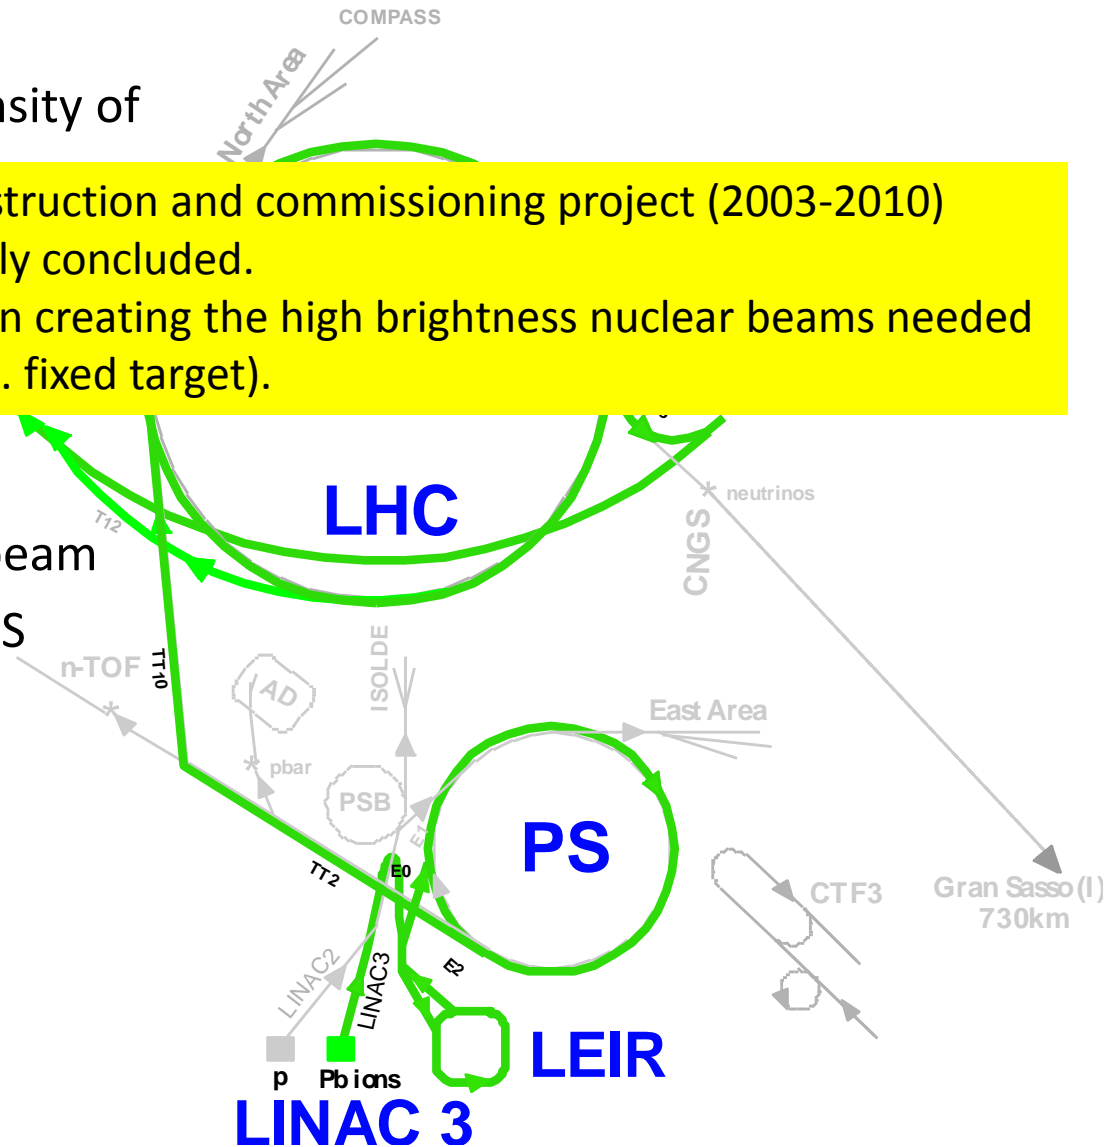 COMPASS
North Area
nsity of
struction and commissioning project (2003-2010)
ly concluded.
n creating the high brightness nuclear beams needed
. fixed target).
LHC
neutrinos
T12
CNGS
beam
S
n-TOF
TT10
AD
ISOLDE
East Area
pbar
PSB
E1
PS
TT2
E0
CTF3
Gran Sasso (I)
730km
LINAC2
LINAC3
E2
LEIR
p
Pb ions
LINAC 3